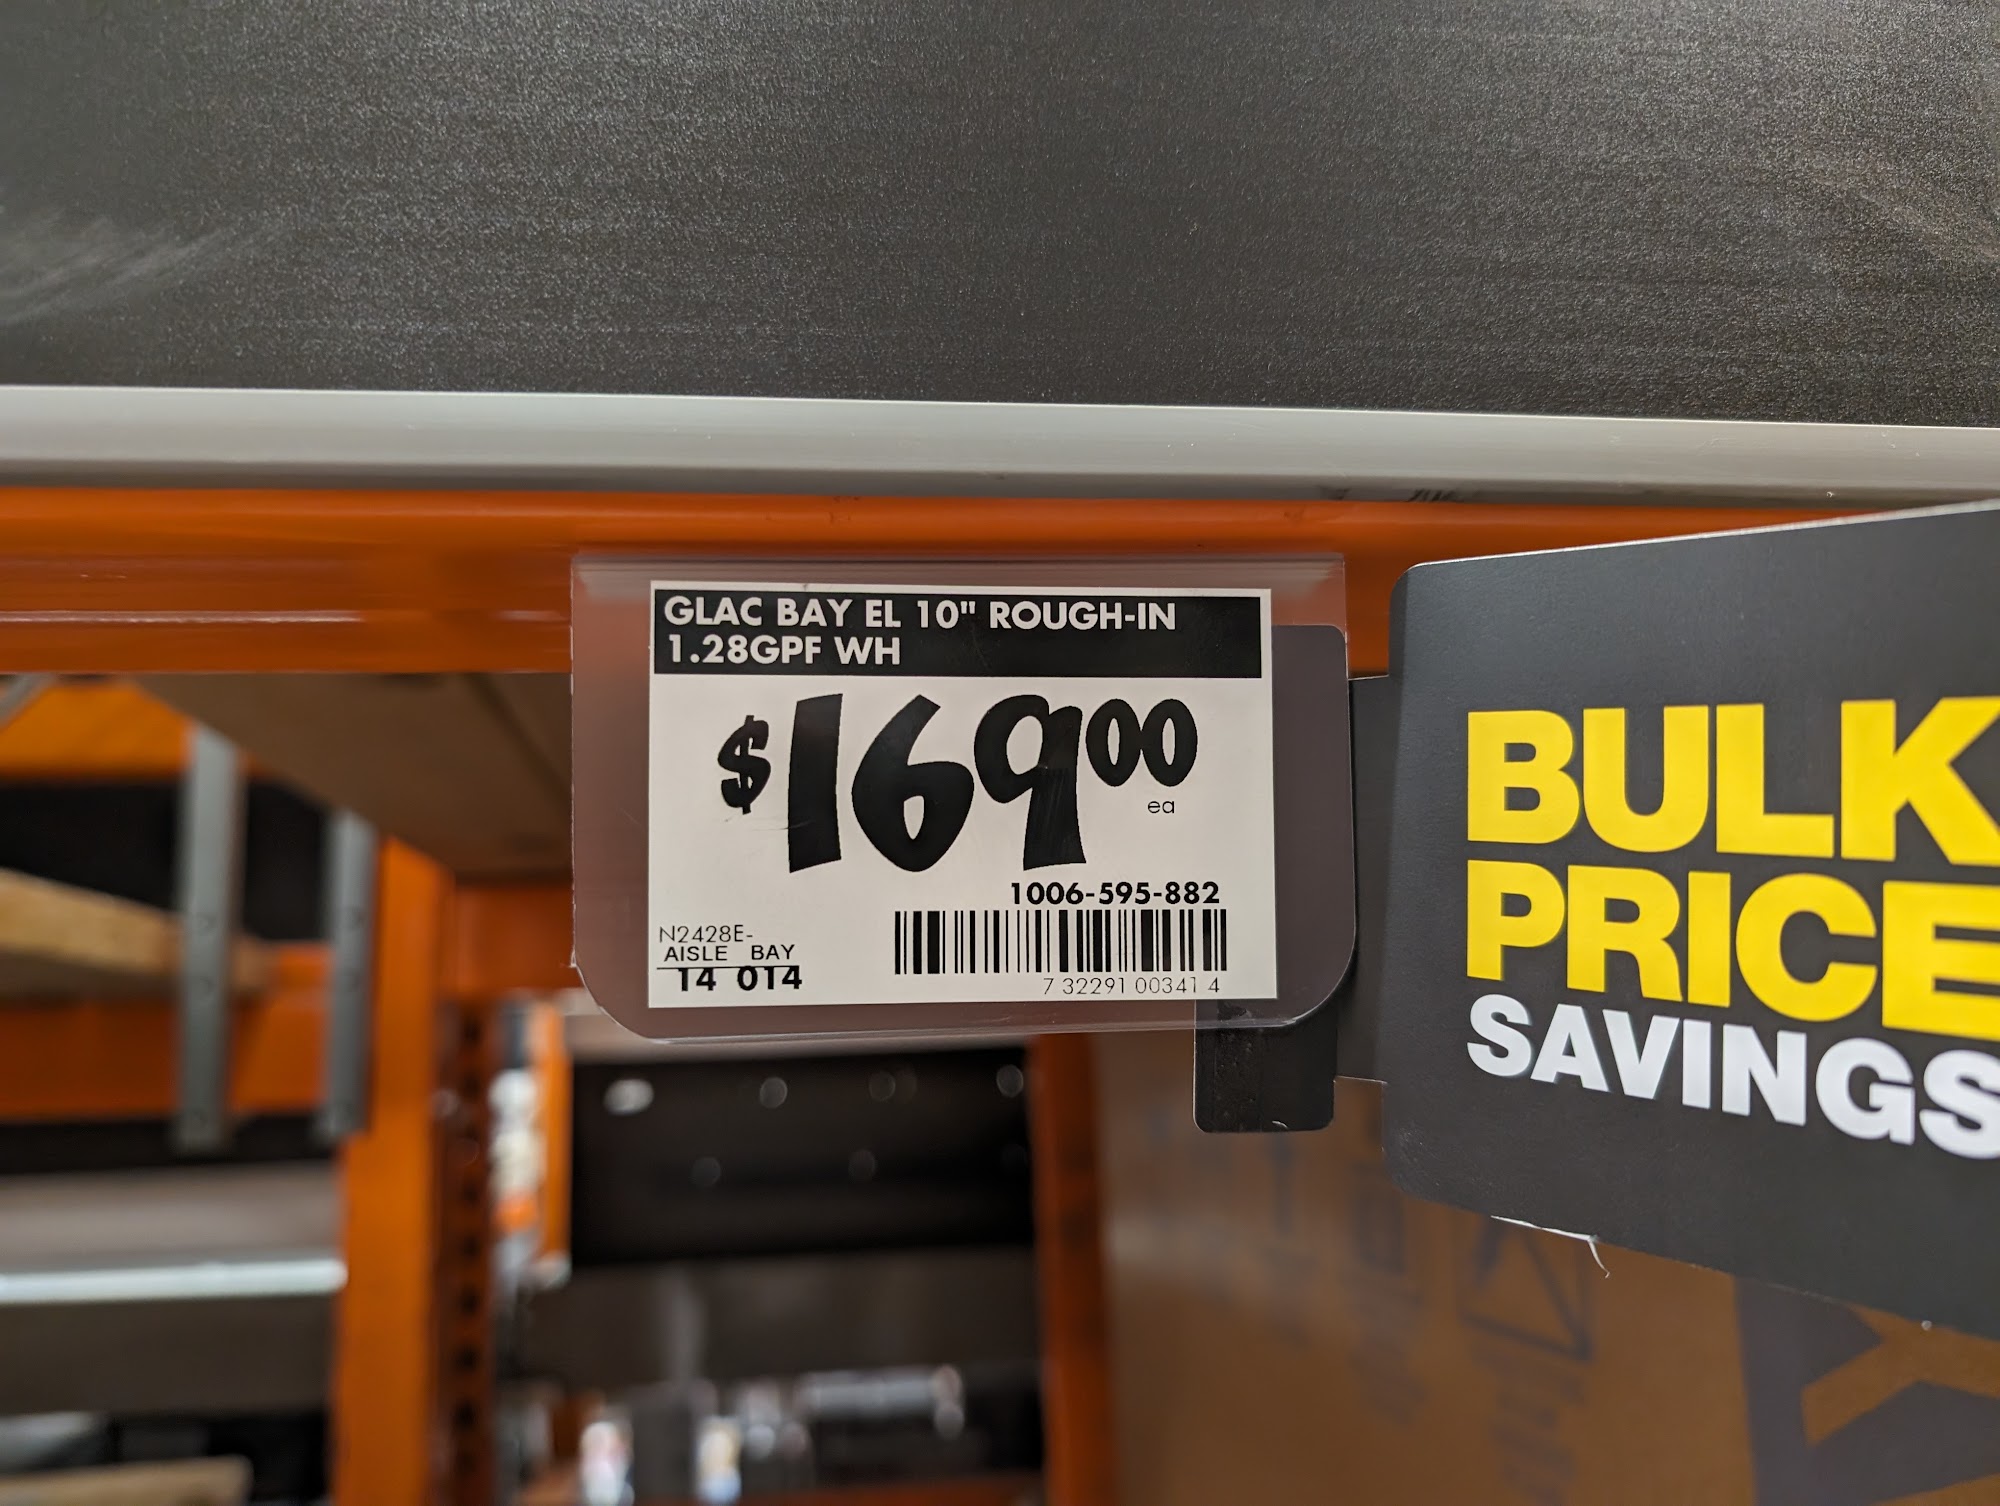 GLAC BAY EL 10" ROUGH-IN
1.28GPF WH
$169 00
ea
1006-595-882
N2428E-
AISLE BAY
14 014
7 32291 00341 4
BULK
PRICE
SAVINGS